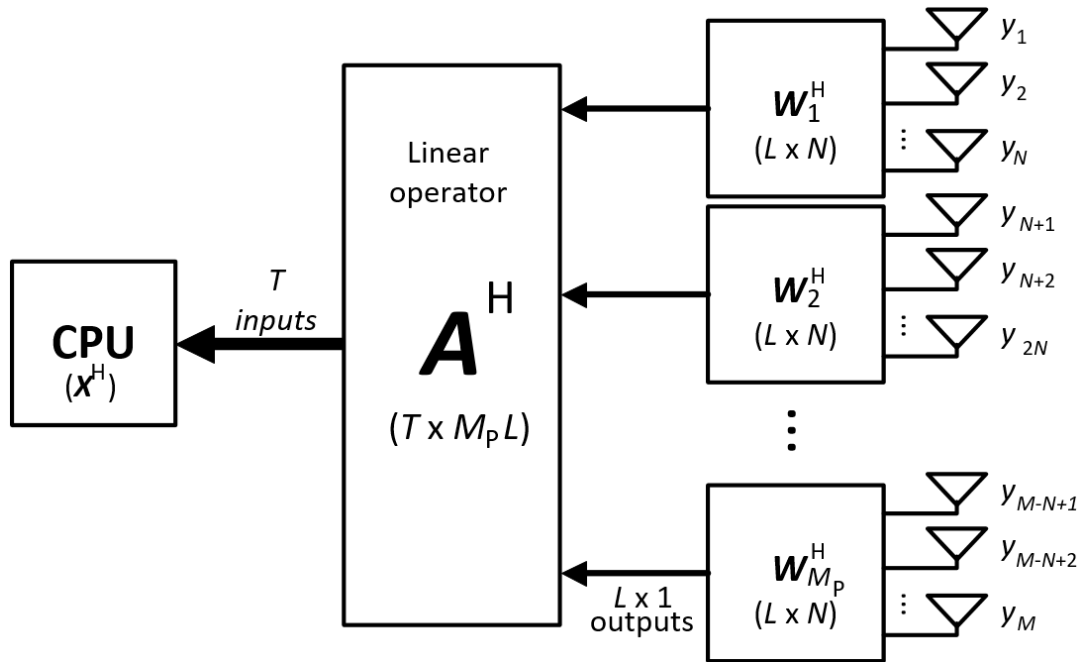 CPU
(X^H)
T
inputs
Linear
operator
A^H
(T x M_P L)
W_1^H
(L x N)
y_1
y_2
...
y_N
W_2^H
(L x N)
y_{N+1}
y_{N+2}
...
y_{2N}
...
L x 1
outputs
W_{M_P}^H
(L x N)
y_{M-N+1}
y_{M-N+2}
...
y_M